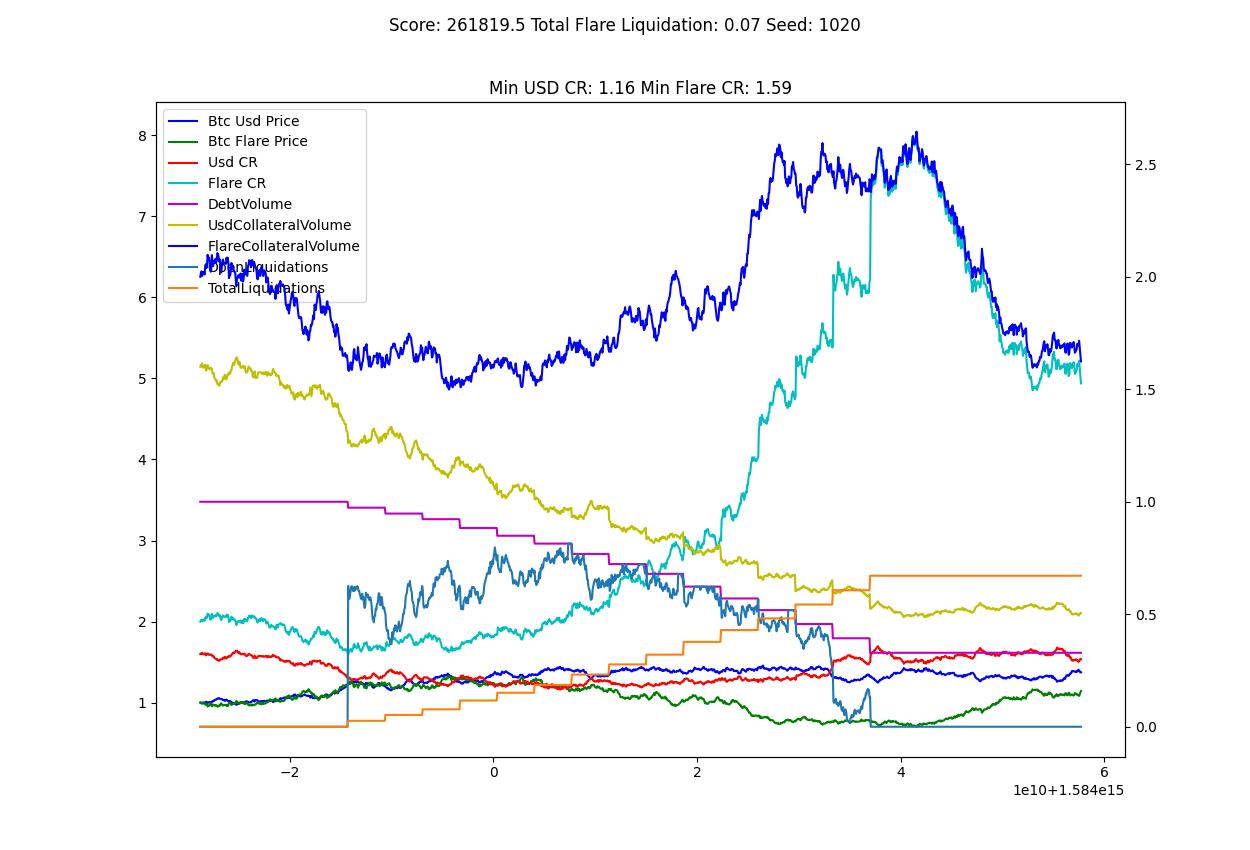 Score: 261819.5 Total Flare Liquidation: 0.07 Seed: 1020
Min USD CR: 1.16 Min Flare CR: 1.59
Btc Usd Price
Btc Flare Price
Usd CR
Flare CR
DebtVolume
UsdCollateralVolume
FlareCollateralVolume
OpenLiquidations
TotalLiquidations
8
7
6
5
4
3
2
1
2.5
2.0
1.5
1.0
0.5
0.0
−2 0 2 4 6
1e10+1.584e15